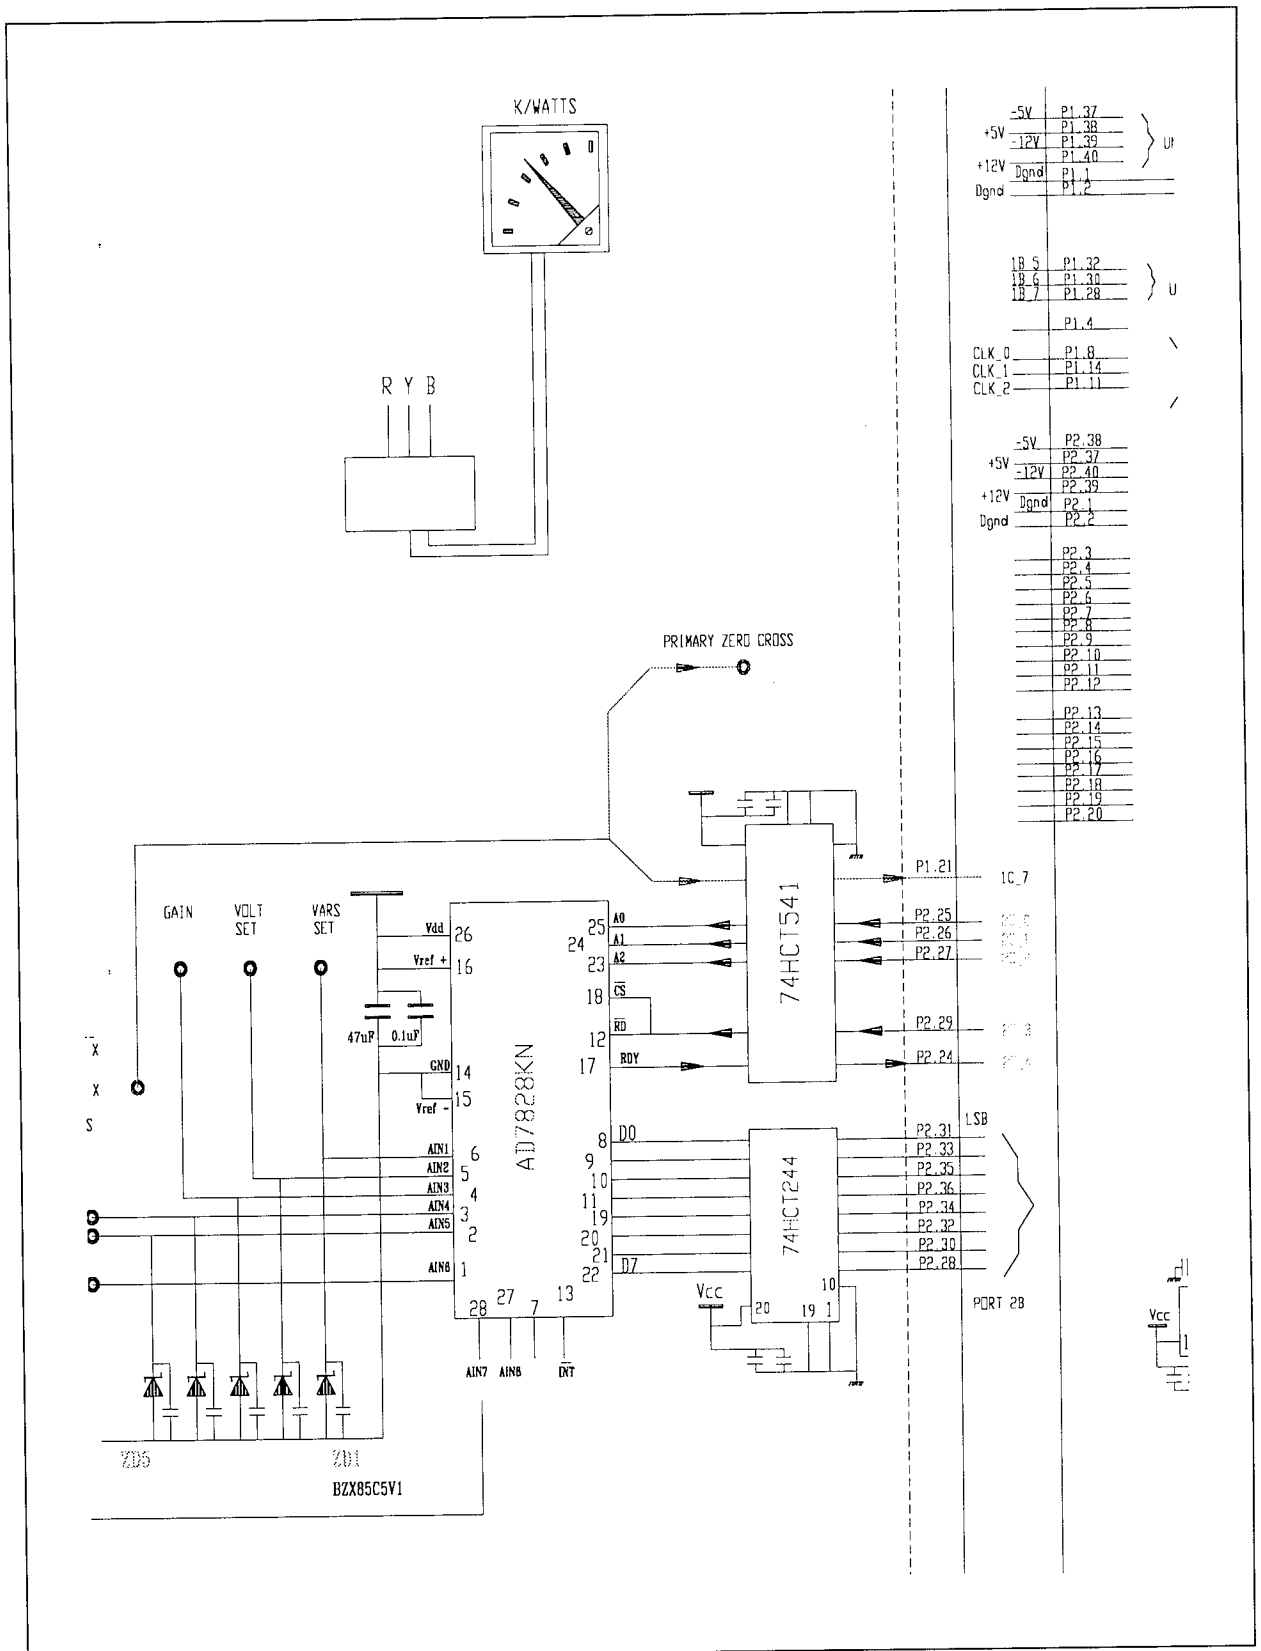 K/WATTS
-5V P1.37
+5V P1.38
-12V P1.39
+12V P1.40
Dgnd P1.1
Dgnd P1.2
1B_5 P1.32
1B_6 P1.30
1B_7 P1.28
U
P1.4
CLK_0 P1.8
CLK_1 P1.14
CLK_2 P1.11
R Y B
-5V P2.38
+5V P2.37
-12V P2.40
+12V P2.39
Dgnd P2.1
Dgnd P2.2
P2.3
P2.4
P2.5
P2.6
P2.7
P2.8
P2.9
P2.10
P2.11
P2.12
PRIMARY ZERO CROSS
P2.13
P2.14
P2.15
P2.16
P2.17
P2.18
P2.19
P2.20
P1.21 1C_7
GAIN
VOLT SET
VARS SET
Vdd 26
Vref + 16
47uF 0.1uF
GND 14
Vref - 15
AIN1 6
AIN2 5
AIN3 4
AIN4 3
AIN5 2
AIN6 1
AD7828KN
25 A0
24 A1
23 A2
18 CS
12 RD
17 RDY
8 D0
9
10
11
19
20
21
22 D7
28 27 7 13
AIN7 AIN8 INT
74HCT541
P2.25
P2.26
P2.27
P2.29
P2.24
X
X
S
74HCT244
LSB
P2.31
P2.33
P2.35
P2.36
P2.34
P2.32
P2.30
P2.28
PORT 2B
Vcc
20 19 1 10
Vcc
1
ZD5 ZD1
BZX85C5V1